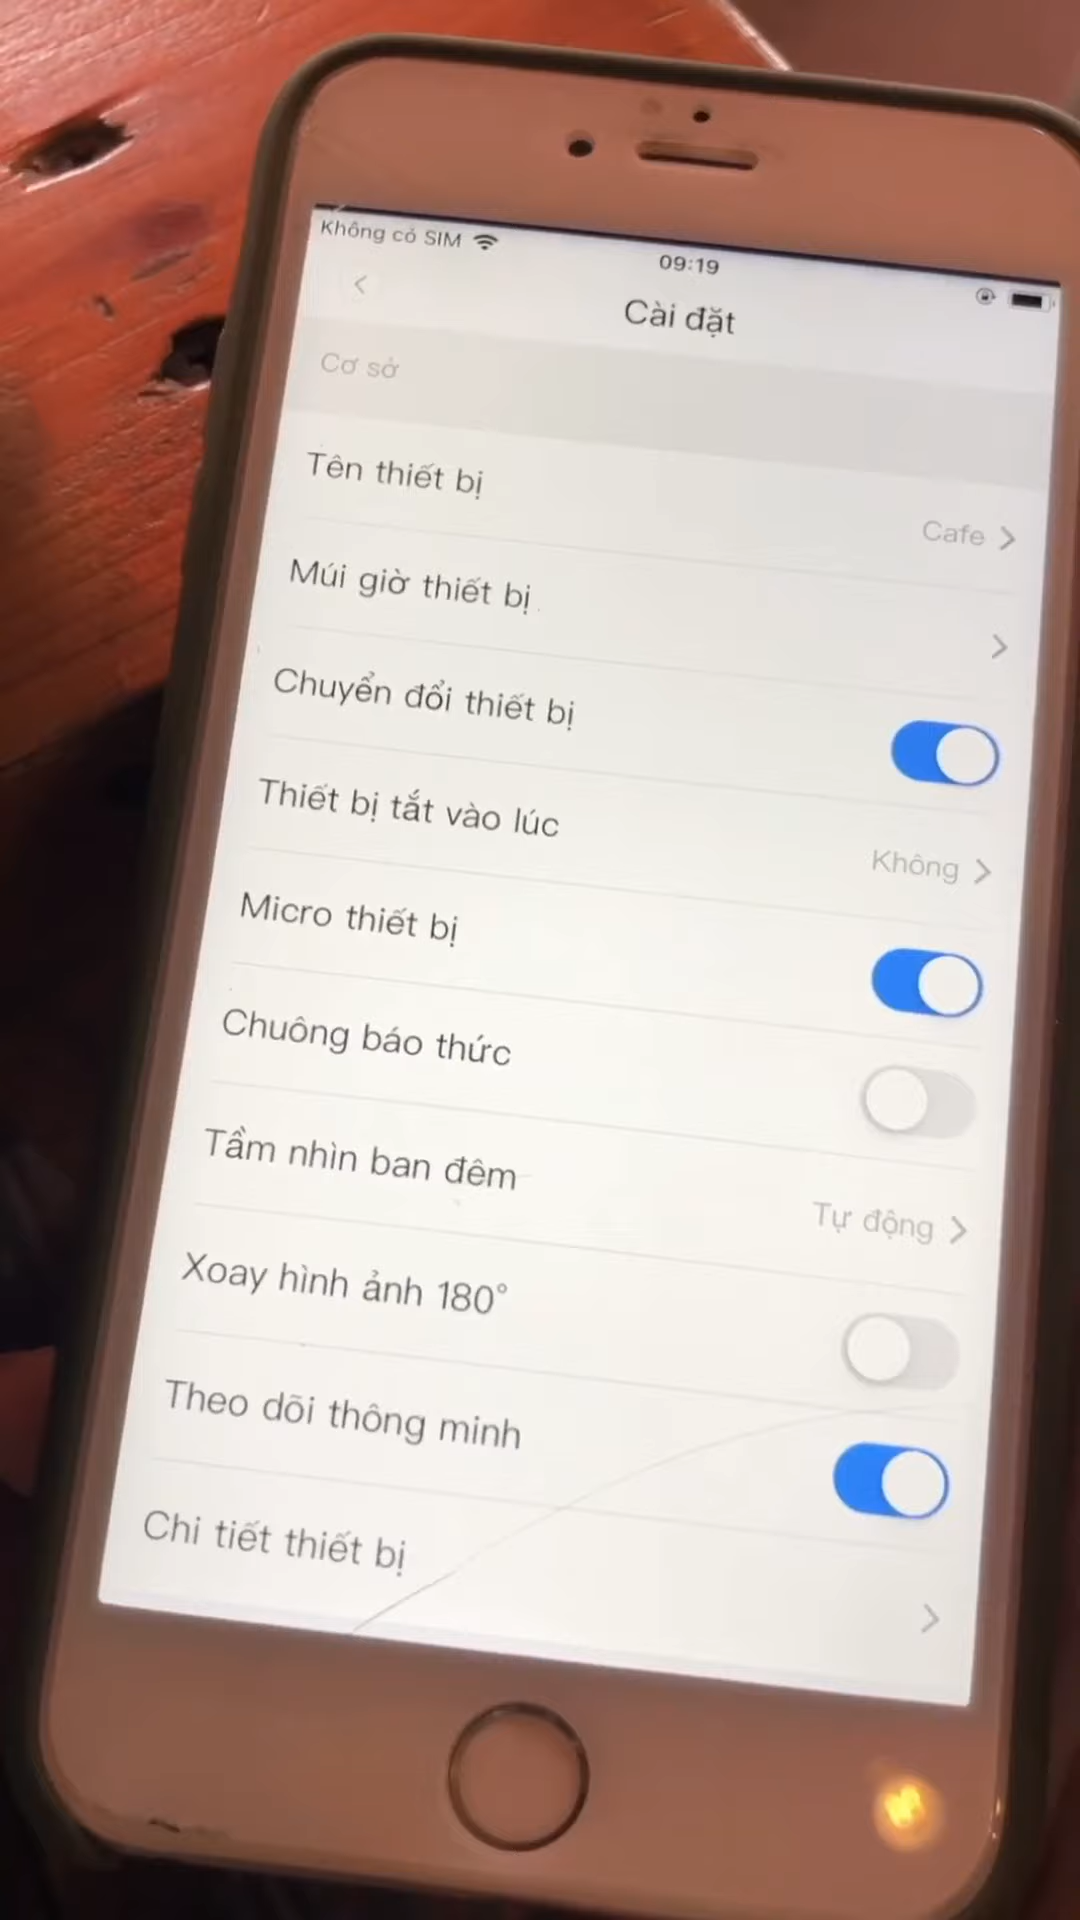 Không có SIM
09:19
Cài đặt
Cơ sở
Tên thiết bị
Cafe
Múi giờ thiết bị
Chuyển đổi thiết bị
Thiết bị tắt vào lúc
Không
Micro thiết bị
Chuông báo thức
Tầm nhìn ban đêm
Tự động
Xoay hình ảnh 180°
Theo dõi thông minh
Chi tiết thiết bị